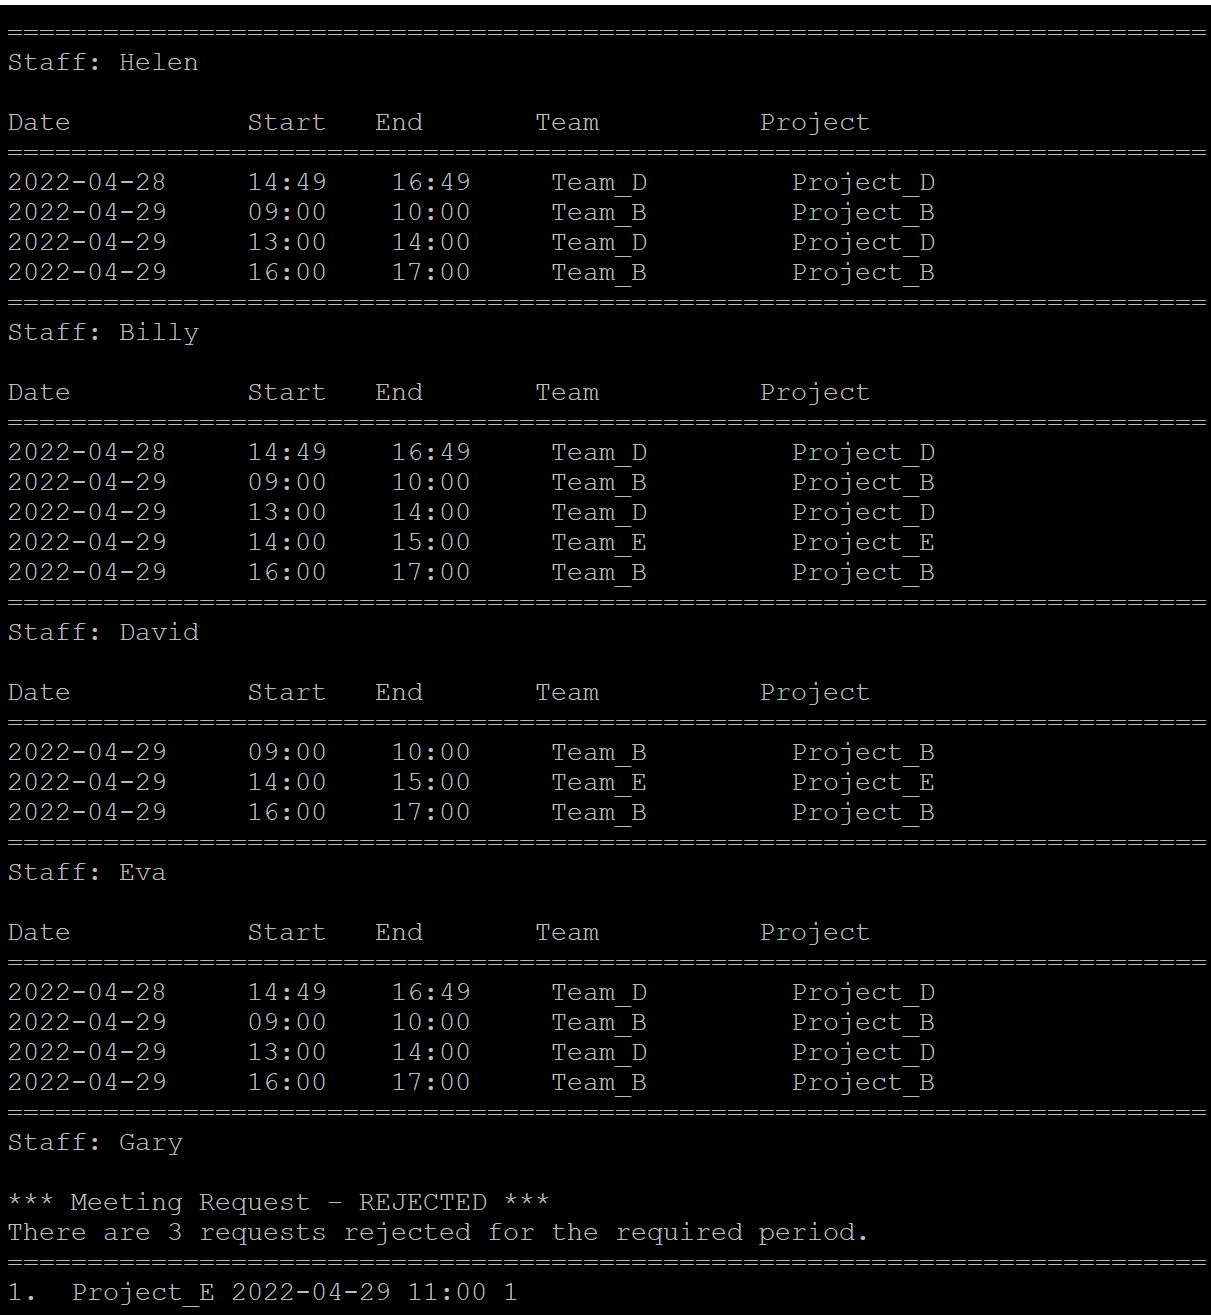 ===========================================================================
Staff: Helen
Date Start End Team Project
===========================================================================
2022-04-28 14:49 16:49 Team_D Project_D
2022-04-29 09:00 10:00 Team_B Project_B
2022-04-29 13:00 14:00 Team_D Project_D
2022-04-29 16:00 17:00 Team_B Project_B
===========================================================================
Staff: Billy
Date Start End Team Project
===========================================================================
2022-04-28 14:49 16:49 Team_D Project_D
2022-04-29 09:00 10:00 Team_B Project_B
2022-04-29 13:00 14:00 Team_D Project_D
2022-04-29 14:00 15:00 Team_E Project_E
2022-04-29 16:00 17:00 Team_B Project_B
===========================================================================
Staff: David
Date Start End Team Project
===========================================================================
2022-04-29 09:00 10:00 Team_B Project_B
2022-04-29 14:00 15:00 Team_E Project_E
2022-04-29 16:00 17:00 Team_B Project_B
===========================================================================
Staff: Eva
Date Start End Team Project
===========================================================================
2022-04-28 14:49 16:49 Team_D Project_D
2022-04-29 09:00 10:00 Team_B Project_B
2022-04-29 13:00 14:00 Team_D Project_D
2022-04-29 16:00 17:00 Team_B Project_B
===========================================================================
Staff: Gary
*** Meeting Request – REJECTED ***
There are 3 requests rejected for the required period.
===========================================================================
1. Project_E 2022-04-29 11:00 1